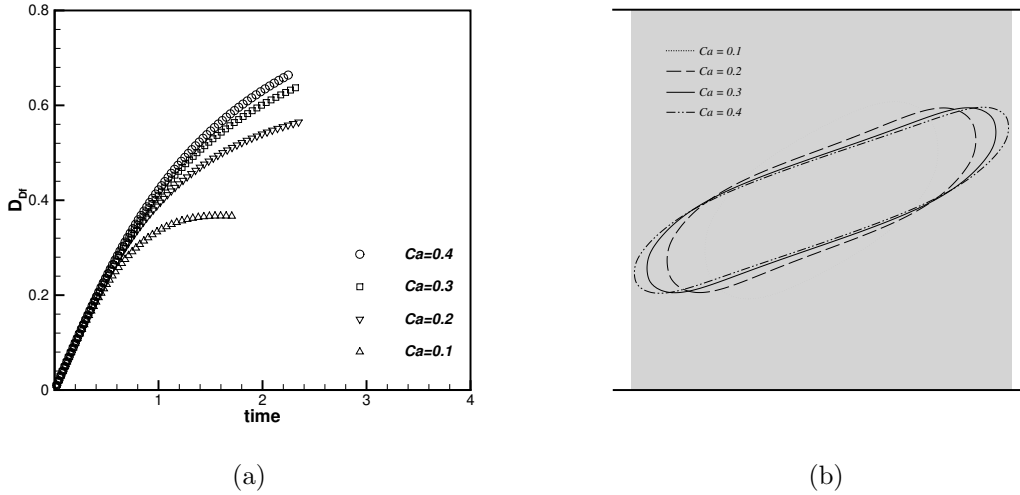 0.8
0.6
0.4
0.2
0
1
2
3
4
D_Df
time
Ca=0.4
Ca=0.3
Ca=0.2
Ca=0.1
(a)
Ca = 0.1
Ca = 0.2
Ca = 0.3
Ca = 0.4
(b)